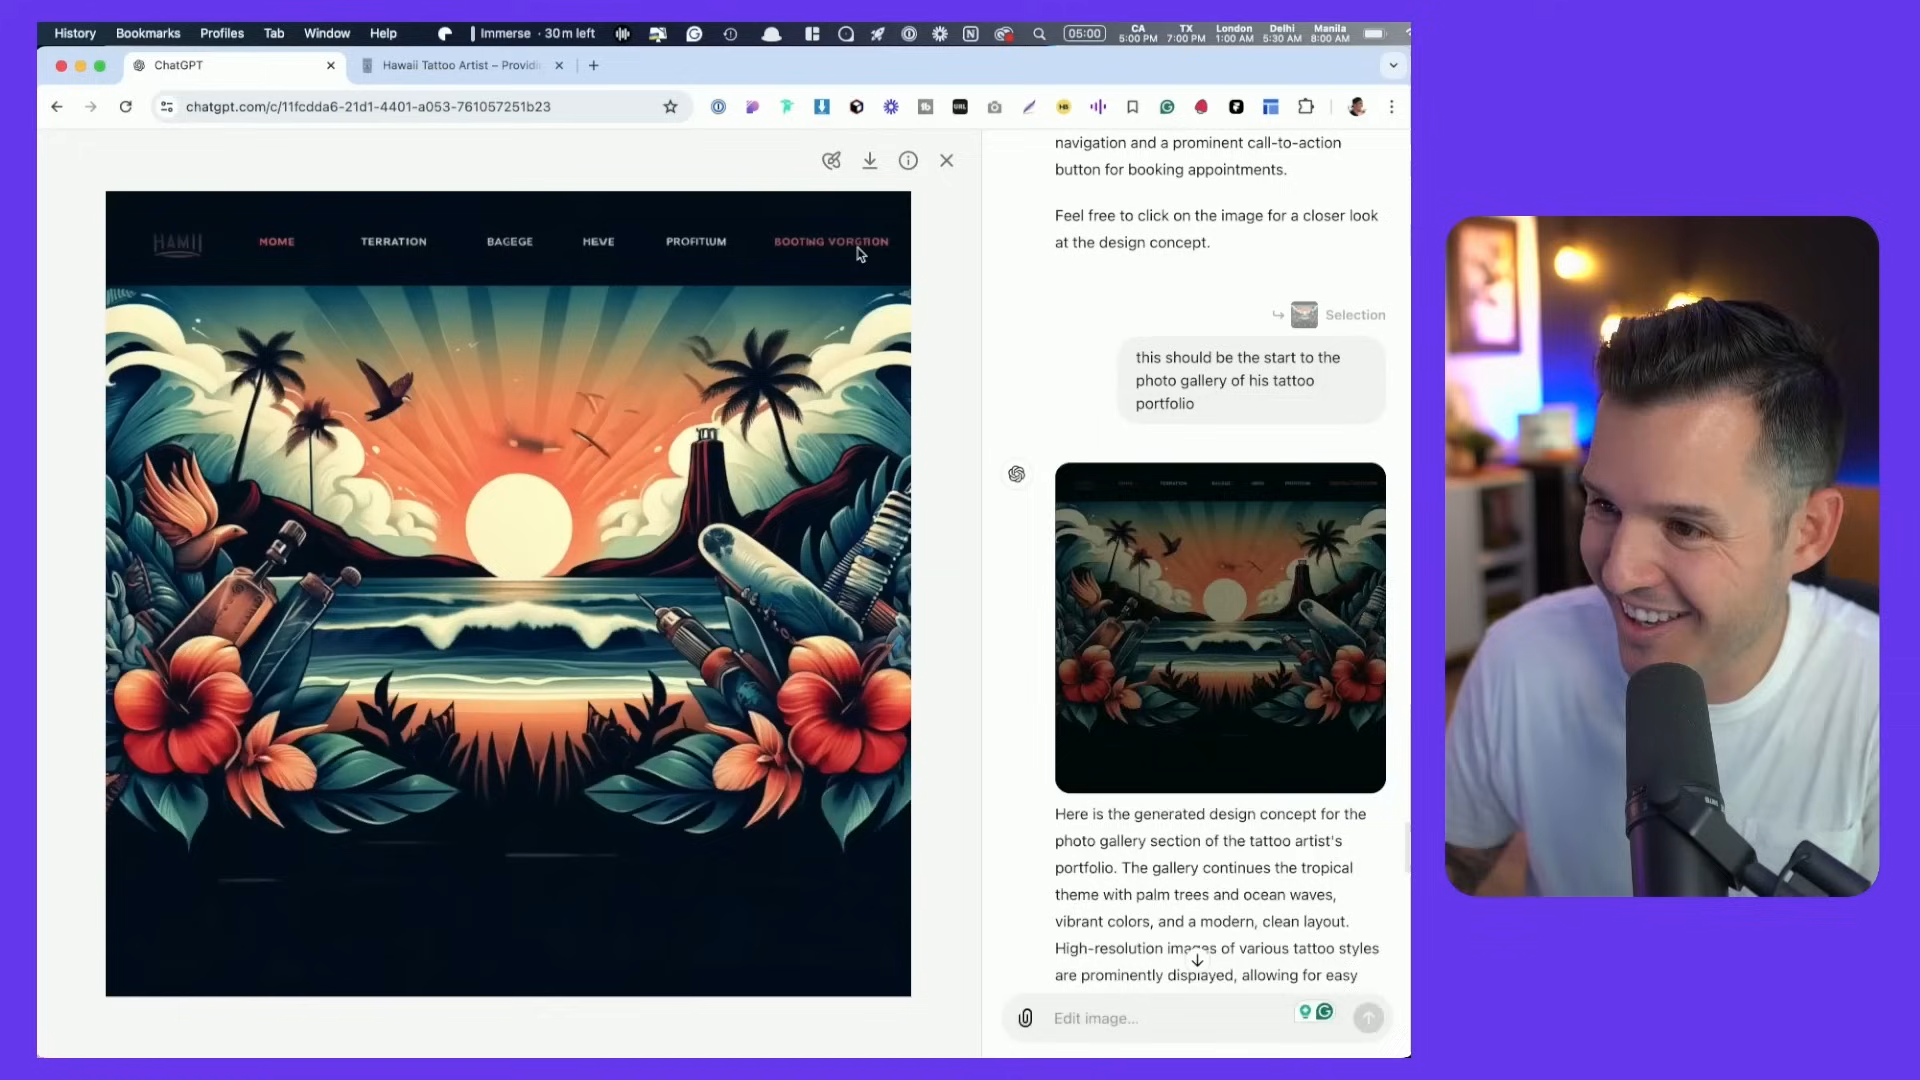 History Bookmarks Profiles Tab Window Help Immerse · 30 m left 05:00 CA TX London Delhi Manila
5:00 PM 7:00 PM 1:00 AM 5:30 AM 8:00 AM
ChatGPT Hawaii Tattoo Artist – Providi
chatgpt.com/c/11fcdda6-21d1-4401-a053-761057251b23
HAMII MOME TERRATION BAGEGE HEVE PROFITIUM BOOTING VORGTION
navigation and a prominent call-to-action
button for booking appointments.
Feel free to click on the image for a closer look
at the design concept.
Selection
this should be the start to the
photo gallery of his tattoo
portfolio
Here is the generated design concept for the
photo gallery section of the tattoo artist's
portfolio. The gallery continues the tropical
theme with palm trees and ocean waves,
vibrant colors, and a modern, clean layout.
High-resolution images of various tattoo styles
are prominently displayed, allowing for easy
Edit image...